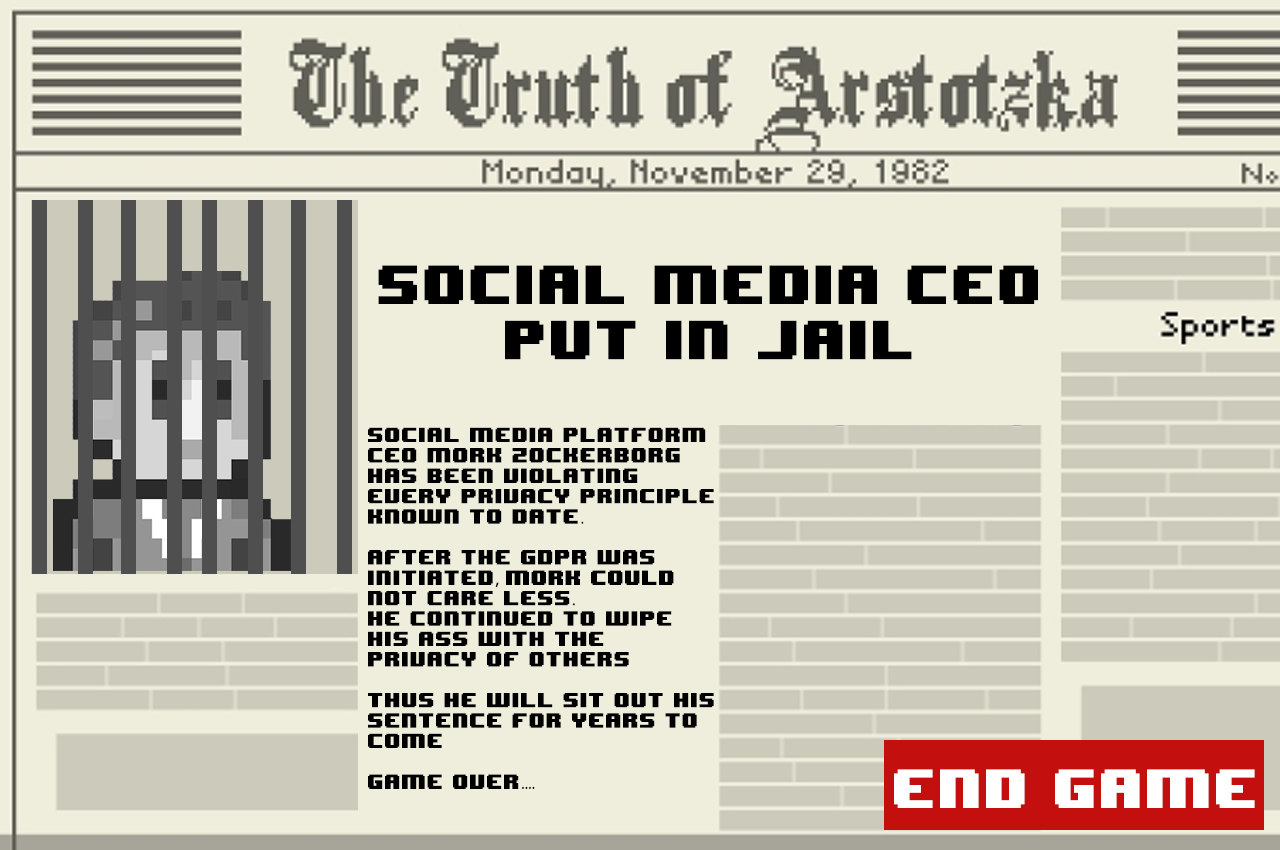 The Truth of Arstotzka
Monday, November 29, 1982
No
SOCIAL MEDIA CEO
PUT IN JAIL
Sports
SOCIAL MEDIA PLATFORM
CEO MORK ZOCKERBORG
HAS BEEN VIOLATING
EVERY PRIVACY PRINCIPLE
KNOWN TO DATE.
AFTER THE GDPR WAS
INITIATED, MORK COULD
NOT CARE LESS.
HE CONTINUED TO WIPE
HIS ASS WITH THE
PRIVACY OF OTHERS
THUS HE WILL SIT OUT HIS
SENTENCE FOR YEARS TO
COME
GAME OVER....
END GAME